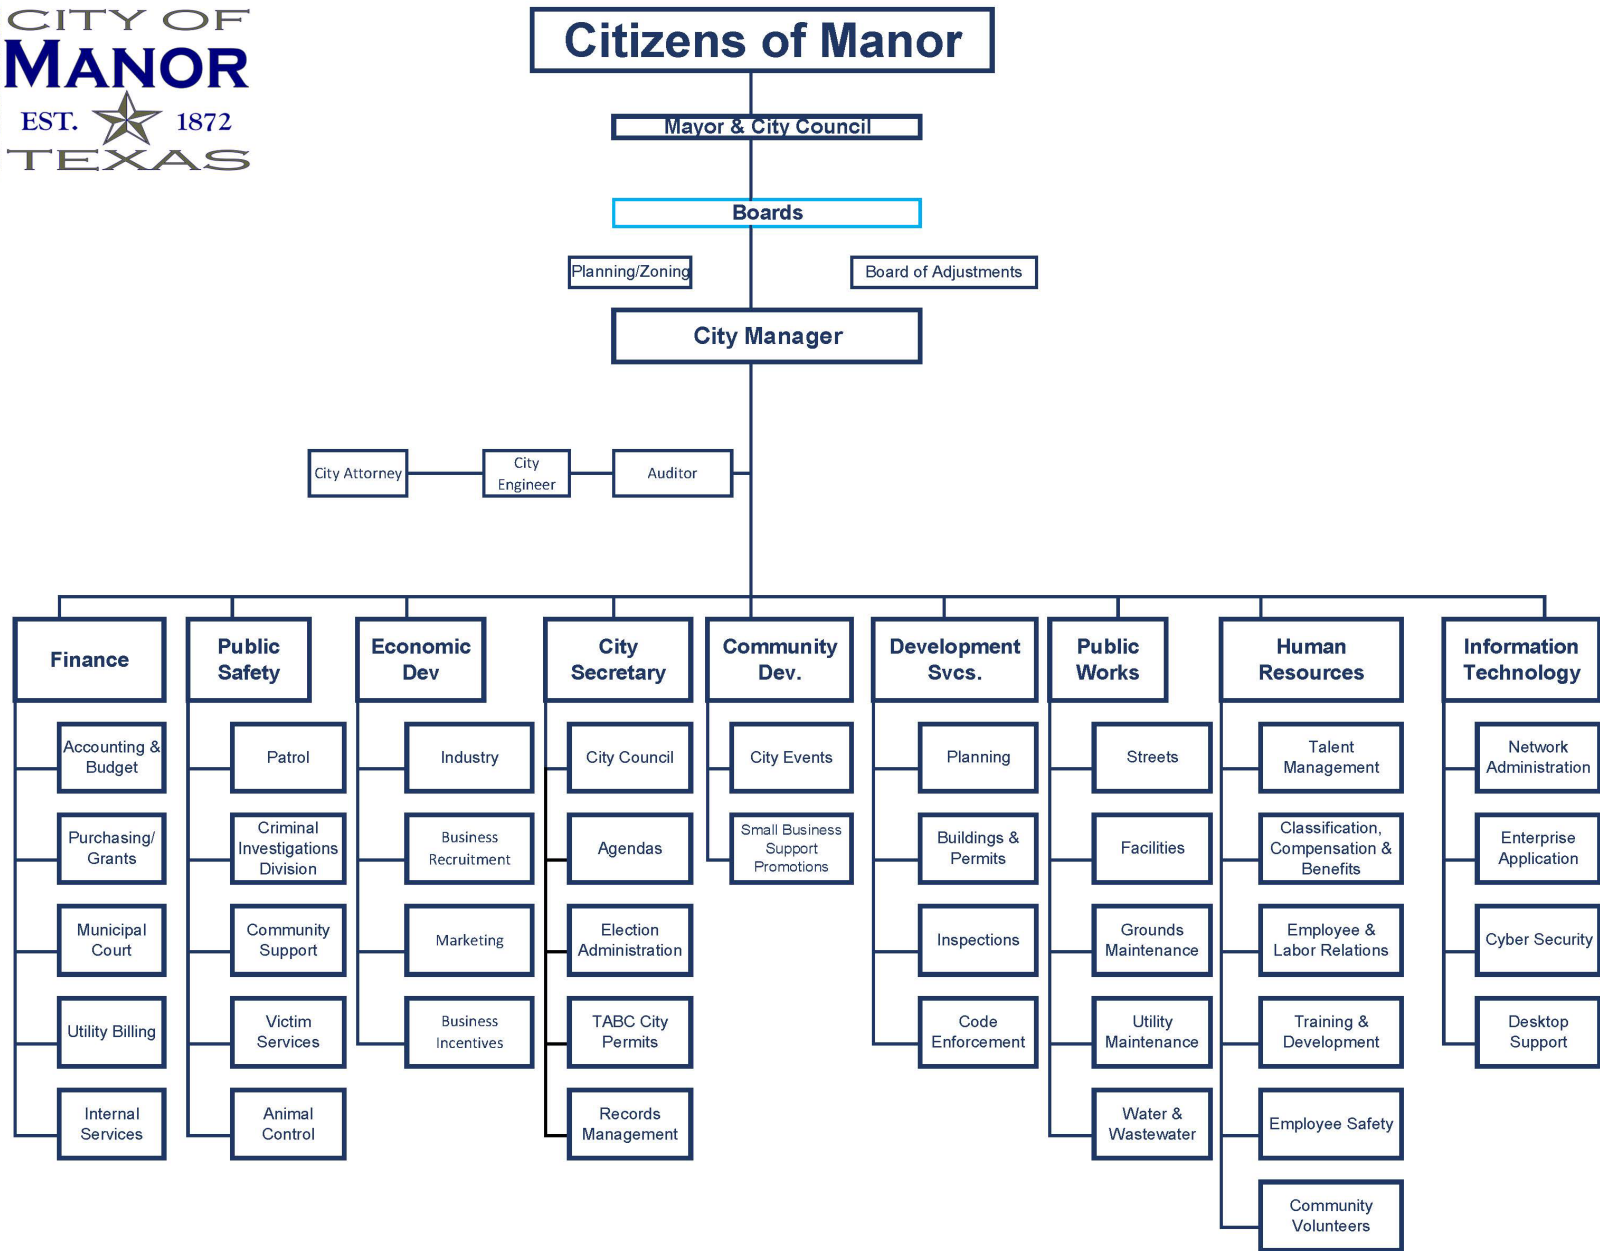 CITY OF
MANOR
EST. 1872
TEXAS
Citizens of Manor
Mayor & City Council
Boards
Planning/Zoning
Board of Adjustments
City Manager
City Attorney
City
Engineer
Auditor
Finance
Accounting &
Budget
Purchasing/
Grants
Municipal
Court
Utility Billing
Internal
Services
Public
Safety
Patrol
Criminal
Investigations
Division
Community
Support
Victim
Services
Animal
Control
Economic
Dev
Industry
Business
Recruitment
Marketing
Business
Incentives
City
Secretary
City Council
Agendas
Election
Administration
TABC City
Permits
Records
Management
Community
Dev.
City Events
Small Business
Support
Promotions
Development
Svcs.
Planning
Buildings &
Permits
Inspections
Code
Enforcement
Public
Works
Streets
Facilities
Grounds
Maintenance
Utility
Maintenance
Water &
Wastewater
Human
Resources
Talent
Management
Classification,
Compensation &
Benefits
Employee &
Labor Relations
Training &
Development
Employee Safety
Community
Volunteers
Information
Technology
Network
Administration
Enterprise
Application
Cyber Security
Desktop
Support